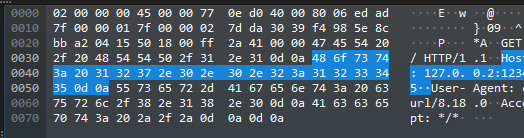 0000 02 00 00 00 45 00 00 77 0e d0 40 00 80 06 ed ad ····E··w ··@·····
0010 7f 00 00 01 7f 00 00 02 7d da 30 39 f4 98 5e 8c ········ }·09··^·
0020 bb a2 04 15 50 18 00 ff 2a 41 00 00 47 45 54 20 ····P··· *A··GET
0030 2f 20 48 54 54 50 2f 31 2e 31 0d 0a 48 6f 73 74 / HTTP/1 .1··Host
0040 3a 20 31 32 37 2e 30 2e 30 2e 32 3a 31 32 33 34 : 127.0. 0.2:1234
0050 35 0d 0a 55 73 65 72 2d 41 67 65 6e 74 3a 20 63 5··User- Agent: c
0060 75 72 6c 2f 38 2e 31 38 2e 30 0d 0a 41 63 63 65 url/8.18 .0··Acce
0070 70 74 3a 20 2a 2f 2a 0d 0a 0d 0a pt: */*· ···